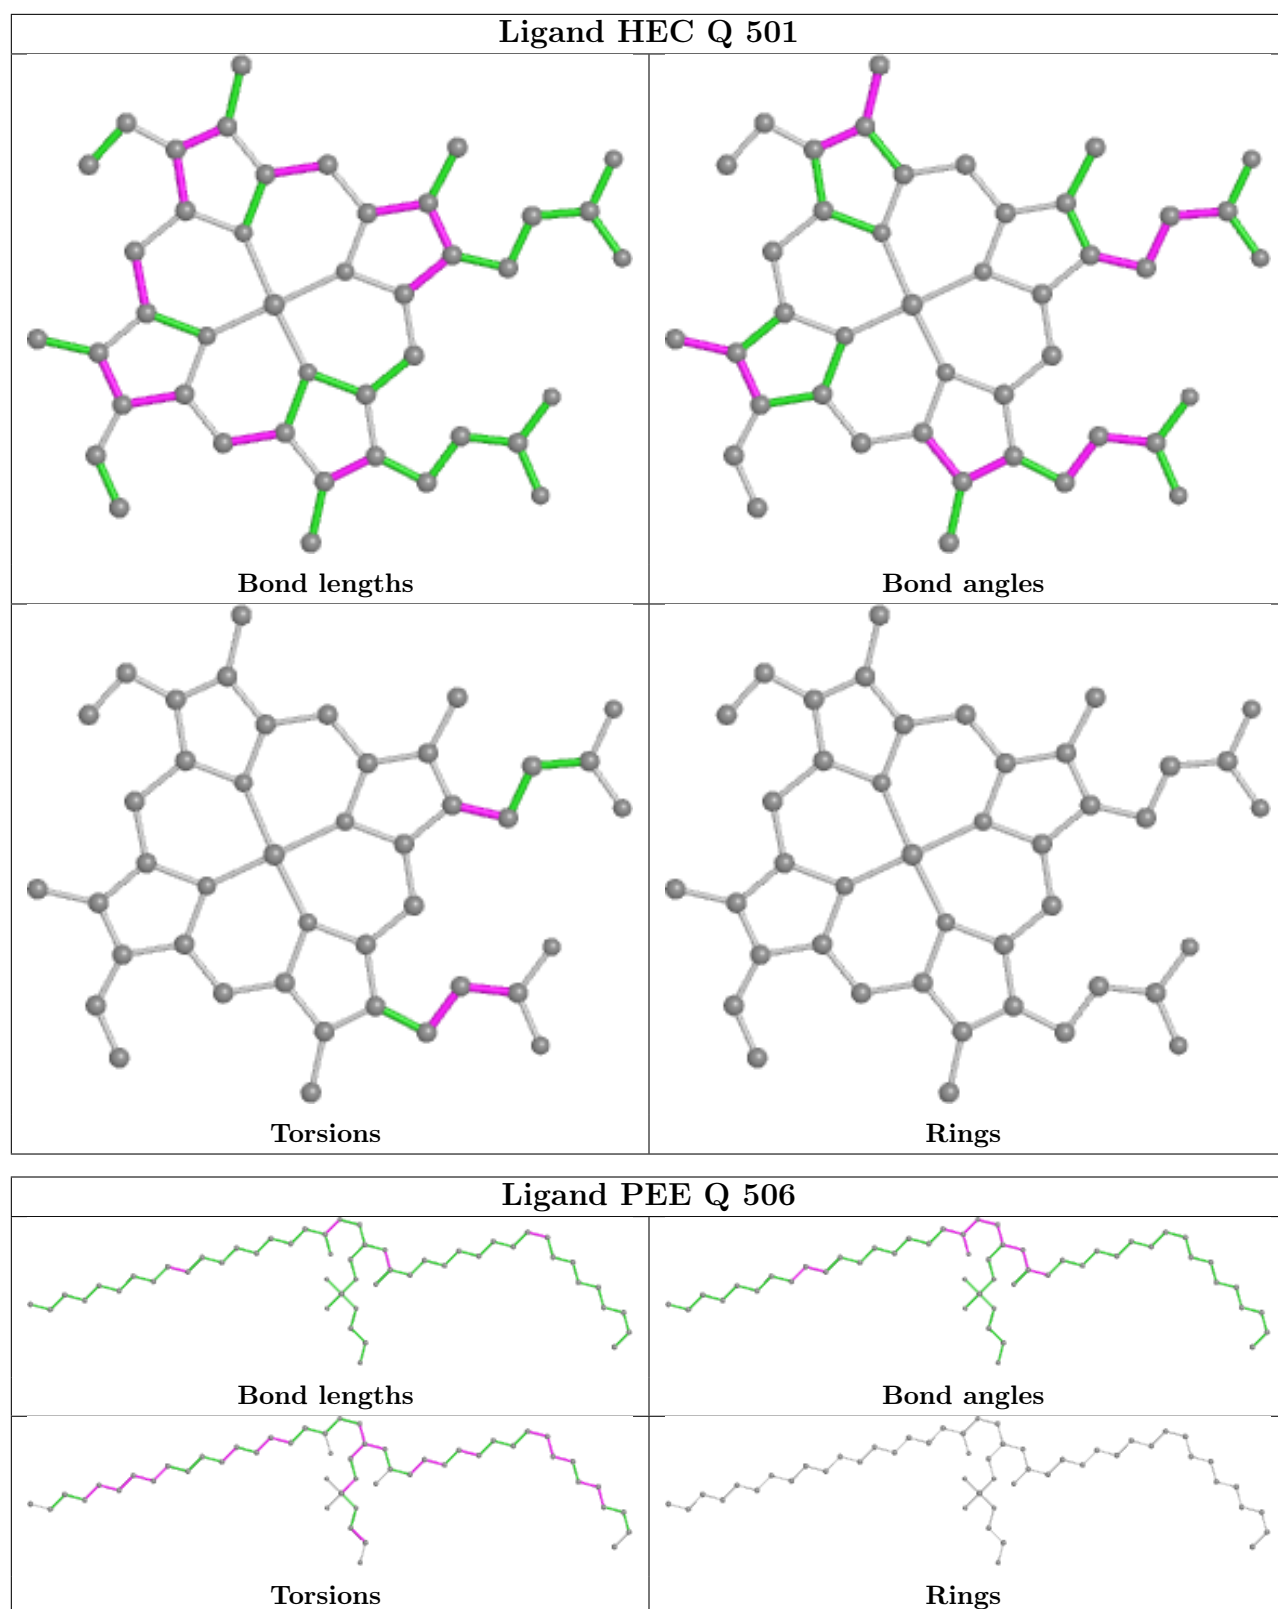 Ligand HEC Q 501
Bond lengths
Bond angles
Torsions
Rings
Ligand PEE Q 506
Bond lengths
Bond angles
Torsions
Rings